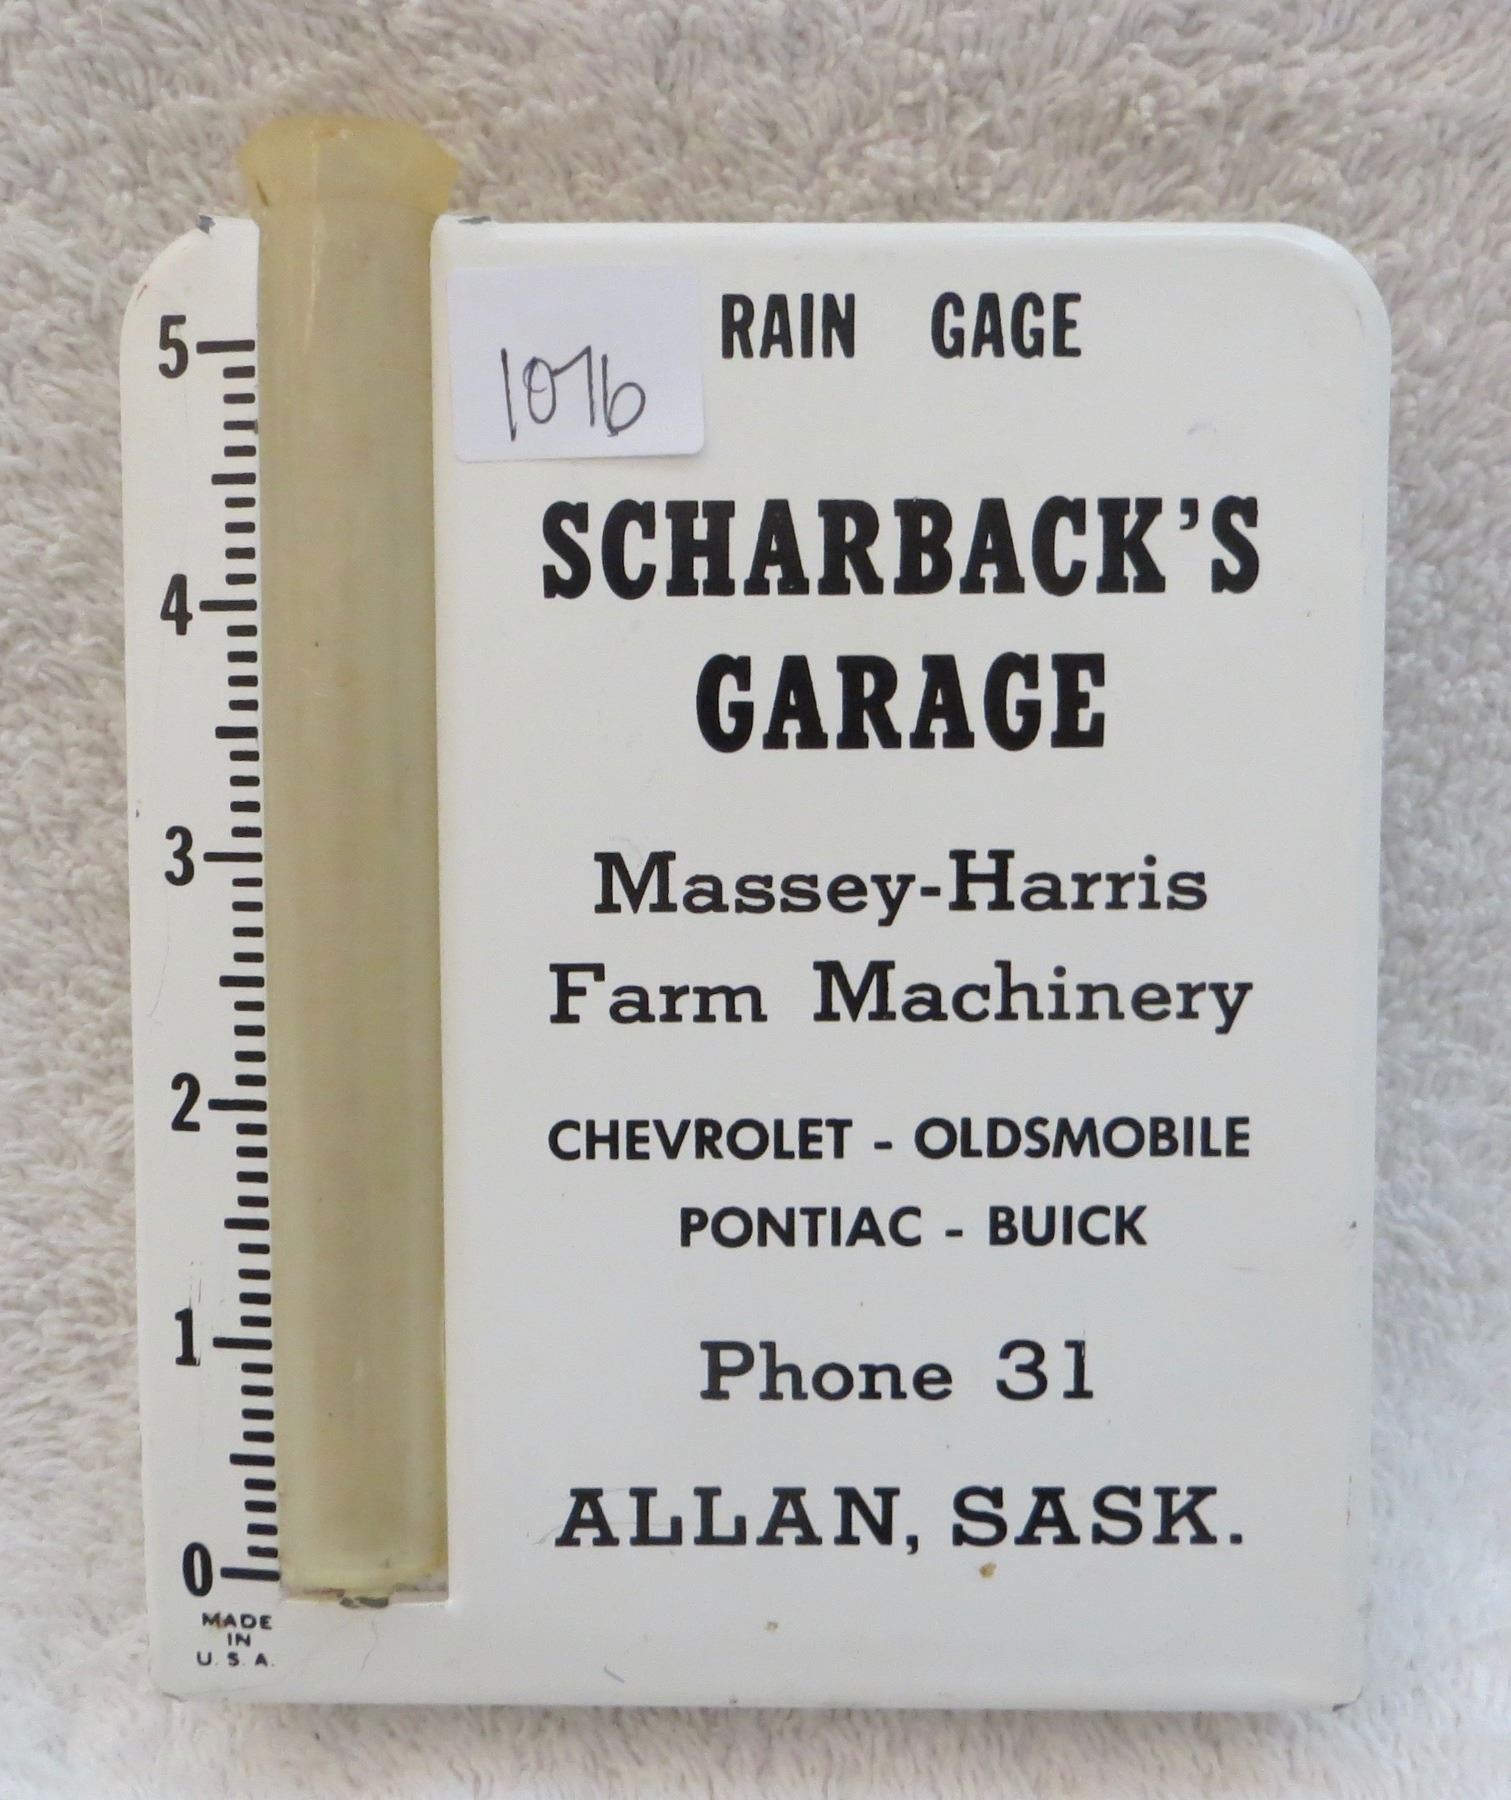 RAIN GAGE
1076
SCHARBACK'S
GARAGE
Massey-Harris
Farm Machinery
CHEVROLET - OLDSMOBILE
PONTIAC - BUICK
Phone 31
ALLAN, SASK.
5
4
3
2
1
0
MADE
IN
U.S.A.